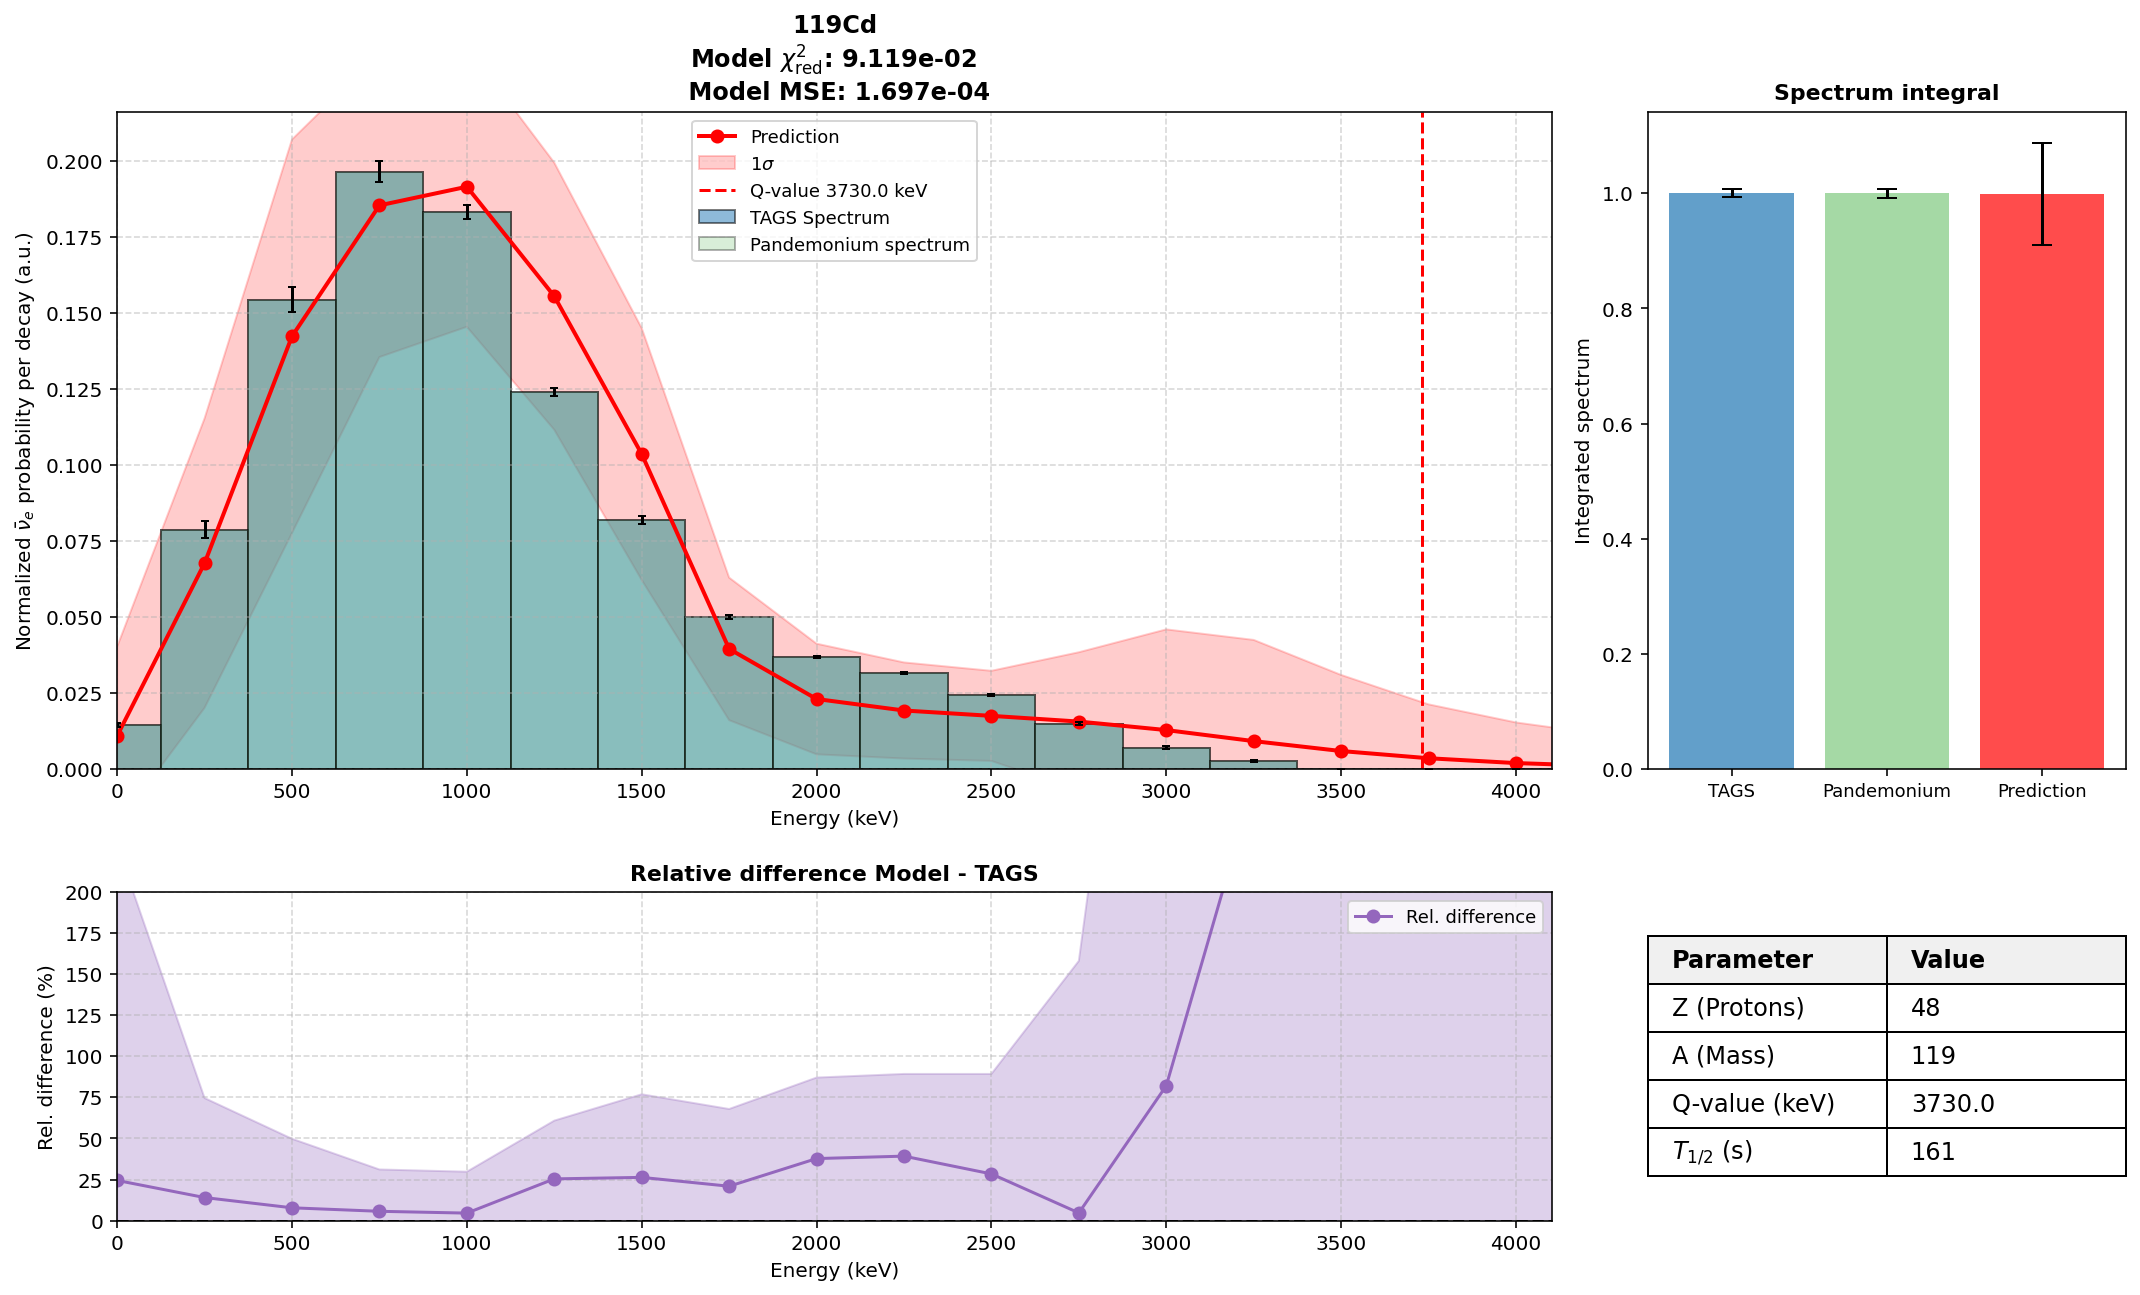 119Cd
Model χ²red: 9.119e-02
Model MSE: 1.697e-04
Normalized ν̄e probability per decay (a.u.)
0.200
0.175
0.150
0.125
0.100
0.075
0.050
0.025
0.000
Prediction
1σ
Q-value 3730.0 keV
TAGS Spectrum
Pandemonium spectrum
0 500 1000 1500 2000 2500 3000 3500 4000
Energy (keV)
Spectrum integral
Integrated spectrum
1.0
0.8
0.6
0.4
0.2
0.0
TAGS Pandemonium Prediction
Relative difference Model - TAGS
Rel. difference (%)
200
175
150
125
100
75
50
25
0
Rel. difference
0 500 1000 1500 2000 2500 3000 3500 4000
Energy (keV)
Parameter Value
Z (Protons) 48
A (Mass) 119
Q-value (keV) 3730.0
T1/2 (s) 161